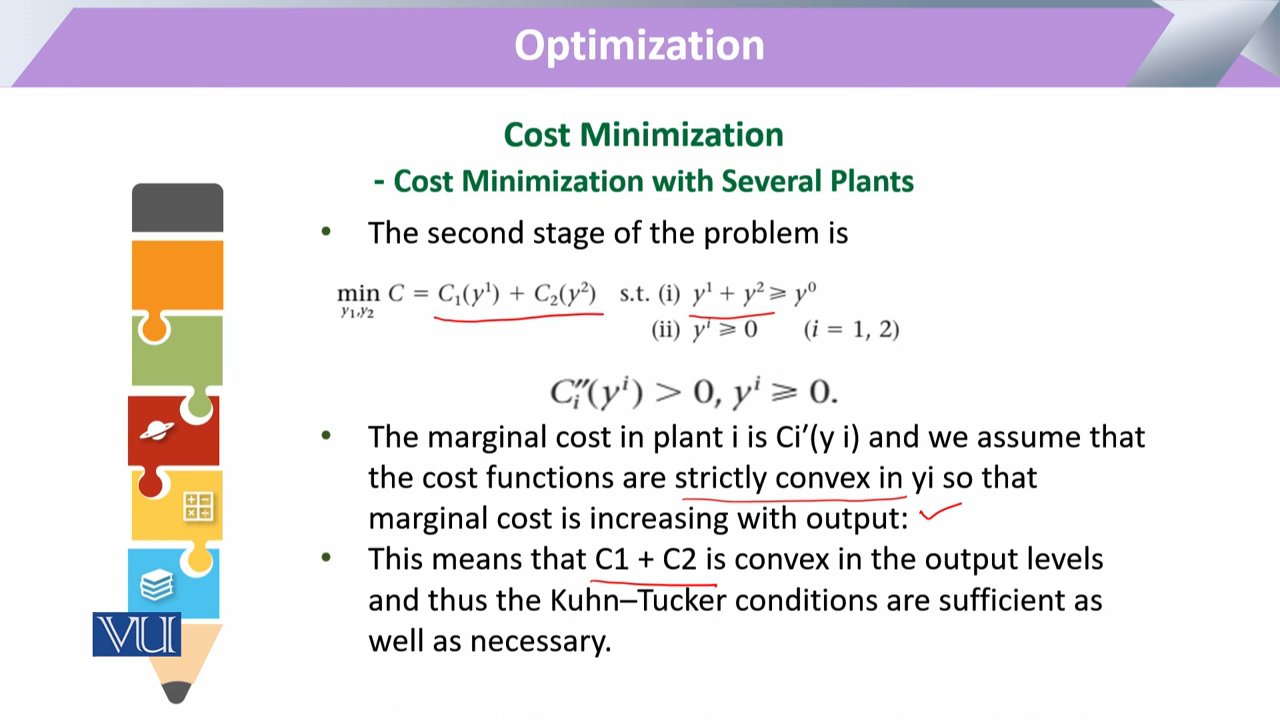 Optimization
Cost Minimization
- Cost Minimization with Several Plants
• The second stage of the problem is
min C = C₁(y¹) + C₂(y²) s.t. (i) y¹ + y² ⩾ y⁰
y₁,y₂
(ii) yⁱ ⩾ 0 (i = 1, 2)
Cᵢ″(yⁱ) > 0, yⁱ ⩾ 0.
• The marginal cost in plant i is Ci′(y i) and we assume that
the cost functions are strictly convex in yi so that
marginal cost is increasing with output:
• This means that C1 + C2 is convex in the output levels
and thus the Kuhn–Tucker conditions are sufficient as
well as necessary.
VU